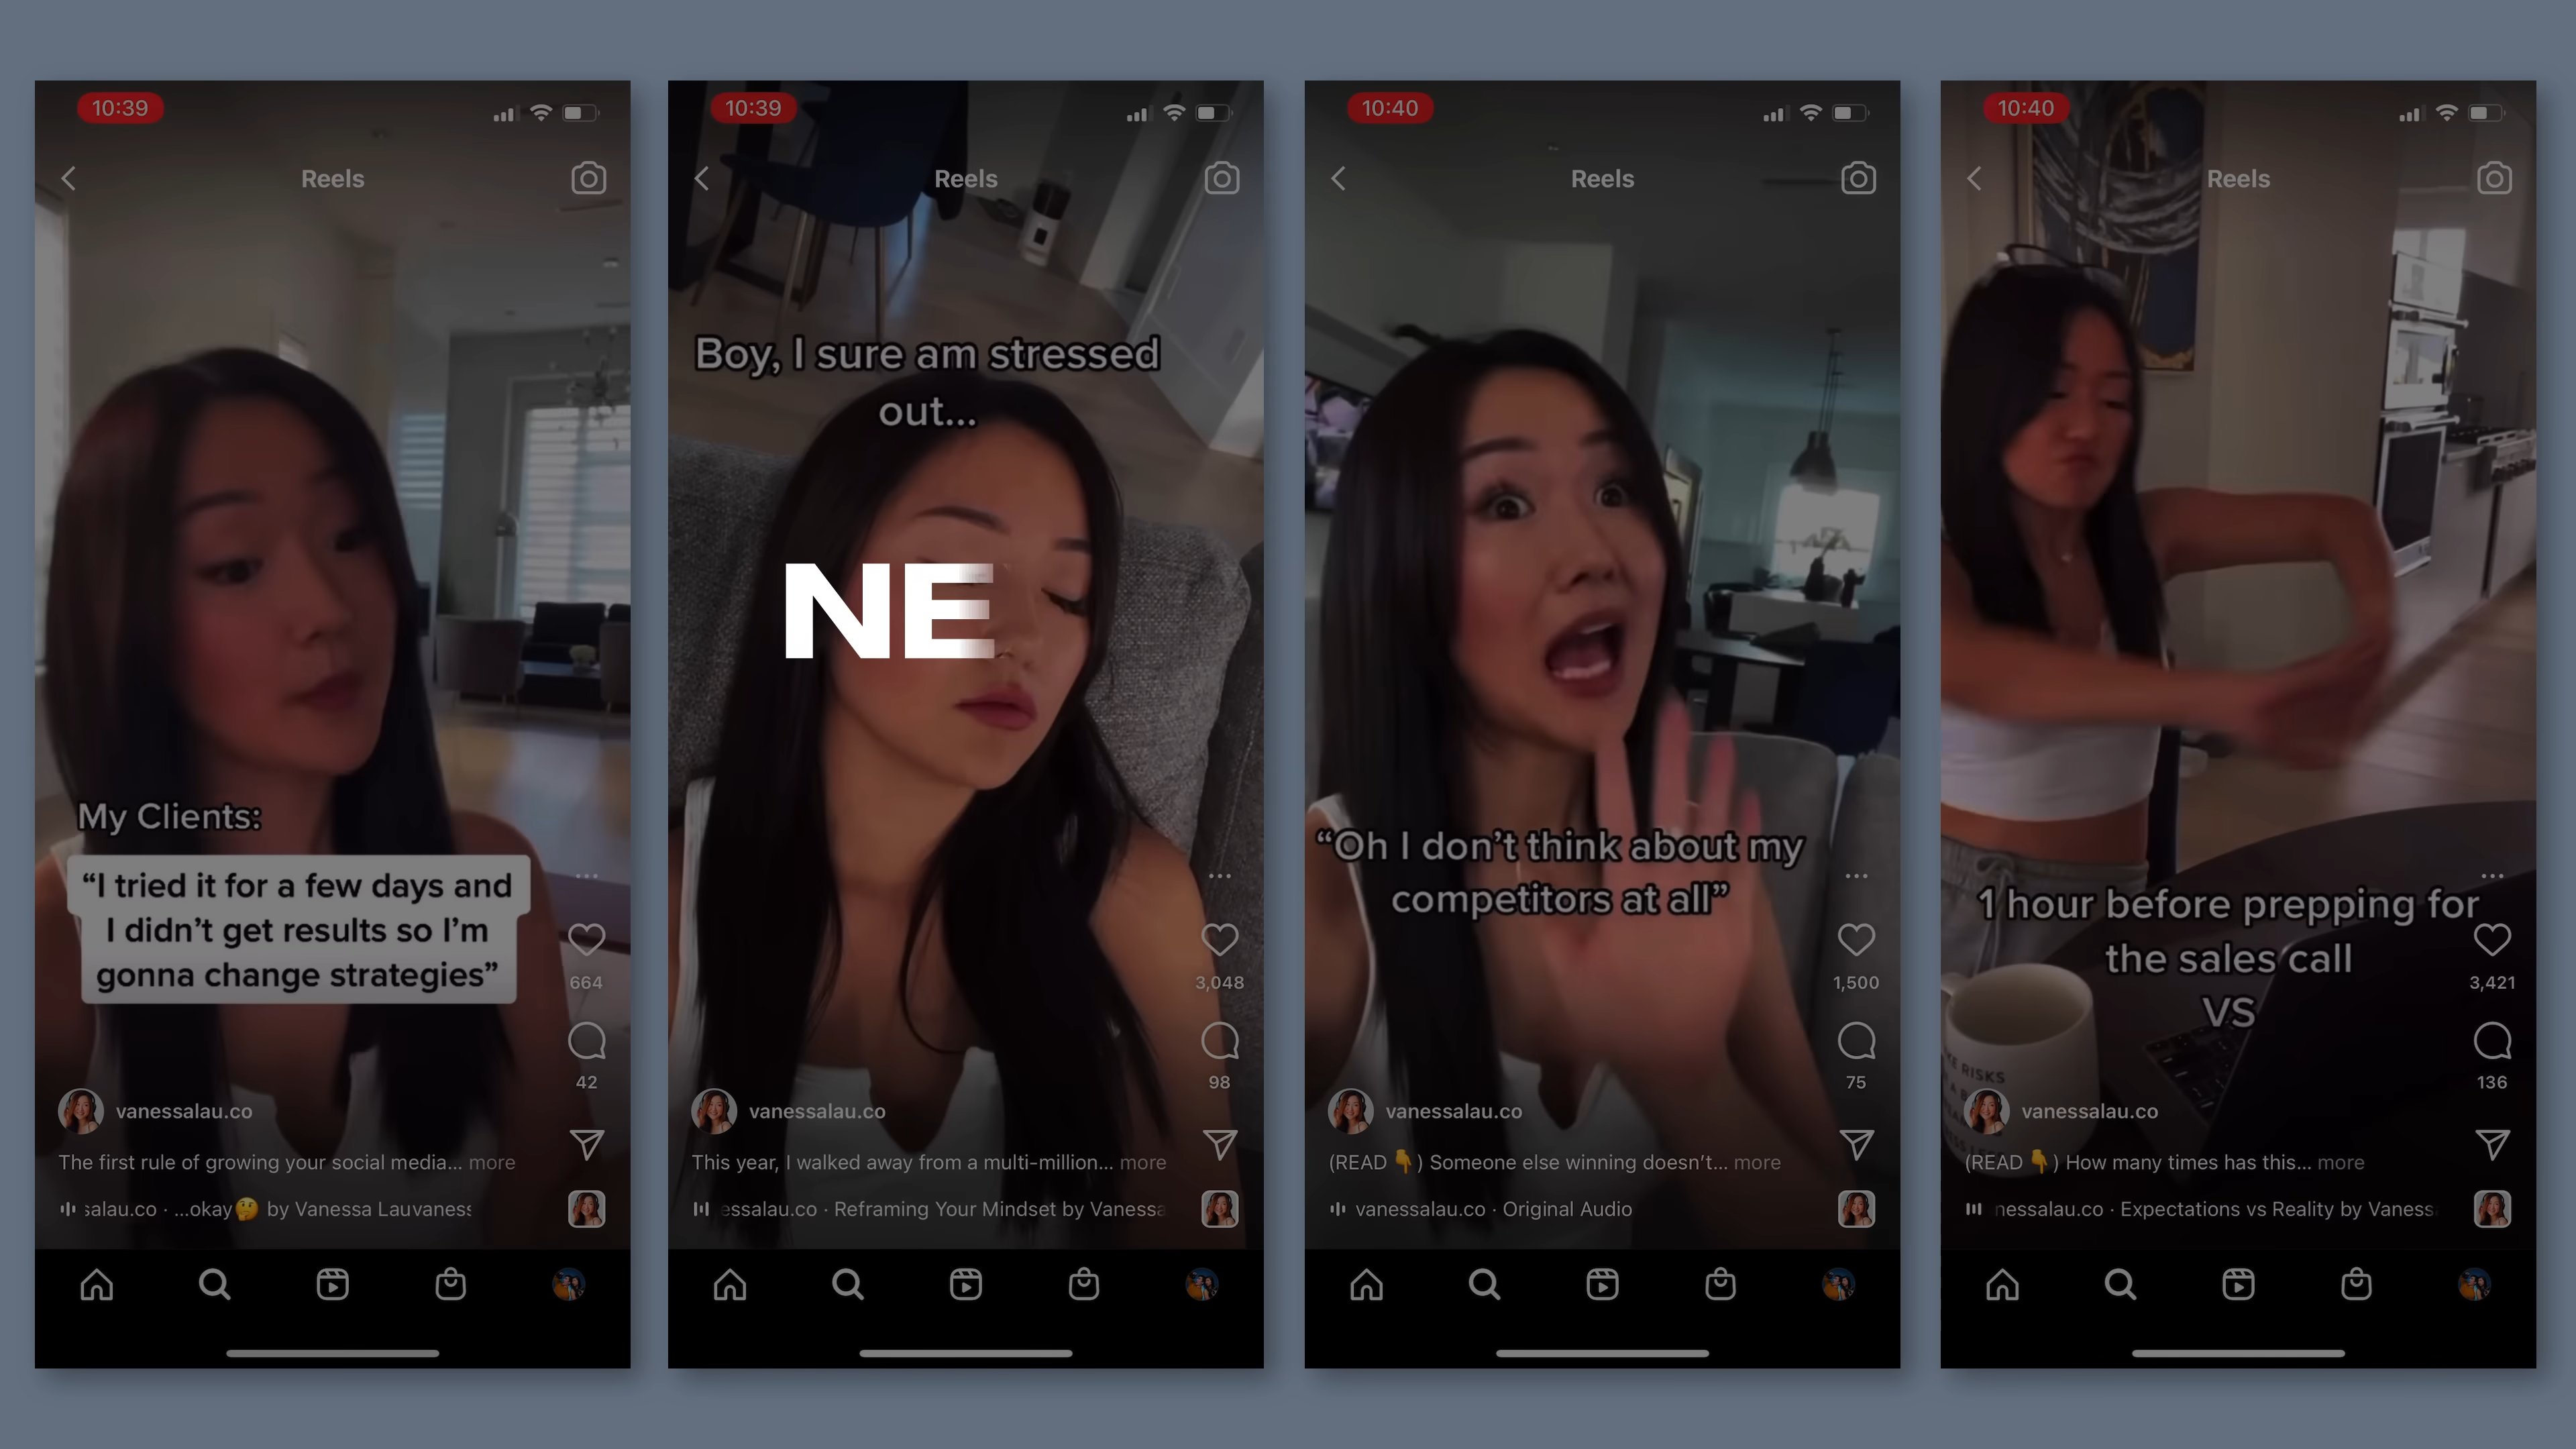 10:39
Reels
My Clients:
“I tried it for a few days and
I didn’t get results so I’m
gonna change strategies”
664
42
vanessalau.co
The first rule of growing your social media... more
salau.co · ...okay🤔 by Vanessa Lauvaness
10:39
Reels
Boy, I sure am stressed
out...
NE
3,048
98
vanessalau.co
This year, I walked away from a multi-million... more
essalau.co · Reframing Your Mindset by Vanessa
10:40
Reels
“Oh I don’t think about my
competitors at all”
1,500
75
vanessalau.co
(READ 👇) Someone else winning doesn’t... more
vanessalau.co · Original Audio
10:40
Reels
1 hour before prepping for
the sales call
VS
3,421
RISKS
136
vanessalau.co
(READ 👇) How many times has this... more
nessalau.co · Expectations vs Reality by Vaness